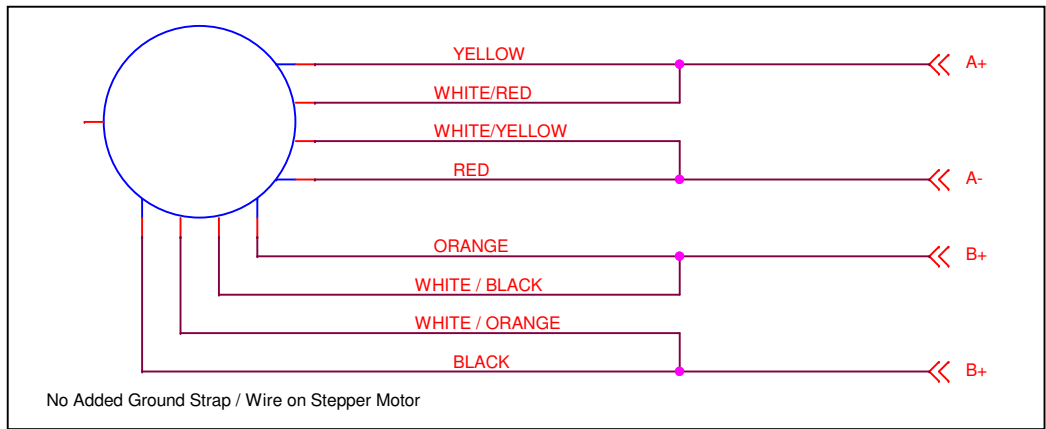 YELLOW
A+
WHITE/RED
WHITE/YELLOW
RED
A-
ORANGE
B+
WHITE / BLACK
WHITE / ORANGE
BLACK
B+
No Added Ground Strap / Wire on Stepper Motor